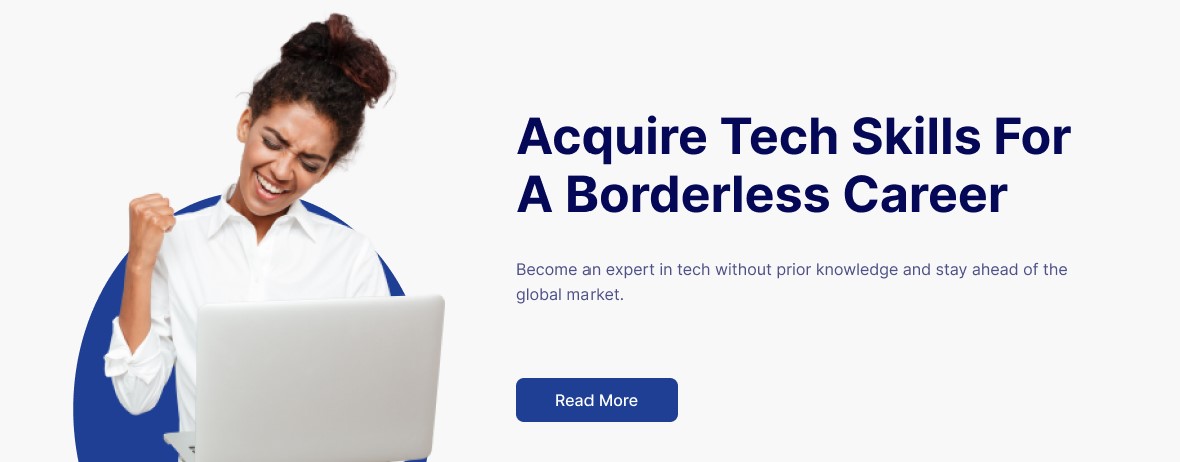 Acquire Tech Skills For
A Borderless Career
Become an expert in tech without prior knowledge and stay ahead of the
global market.
Read More